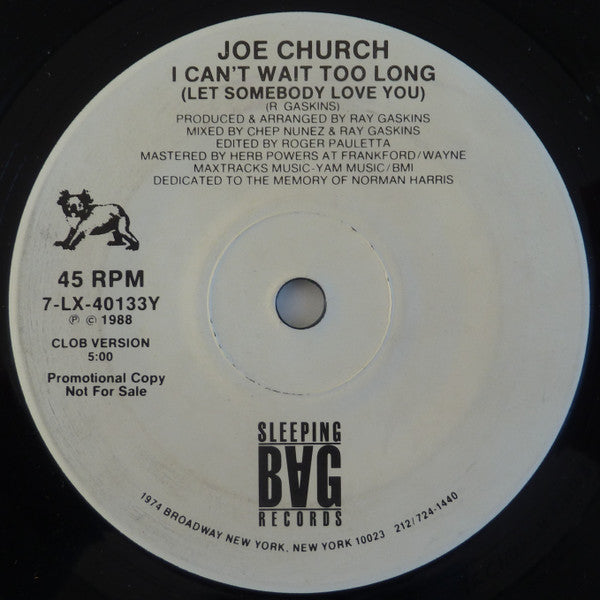 JOE CHURCH
I CAN'T WAIT TOO LONG
(LET SOMEBODY LOVE YOU)
(R GASKINS)
PRODUCED & ARRANGED BY RAY GASKINS
MIXED BY CHEP NUNEZ & RAY GASKINS
EDITED BY ROGER PAULETTA
MASTERED BY HERB POWERS AT FRANKFORD/WAYNE
MAXTRACKS MUSIC-YAM MUSIC/BMI
DEDICATED TO THE MEMORY OF NORMAN HARRIS
45 RPM
7-LX-40133Y
℗ © 1988
CLOB VERSION
5:00
Promotional Copy
Not For Sale
SLEEPING
BAG
RECORDS
1974 BROADWAY NEW YORK, NEW YORK 10023 212/724-1440